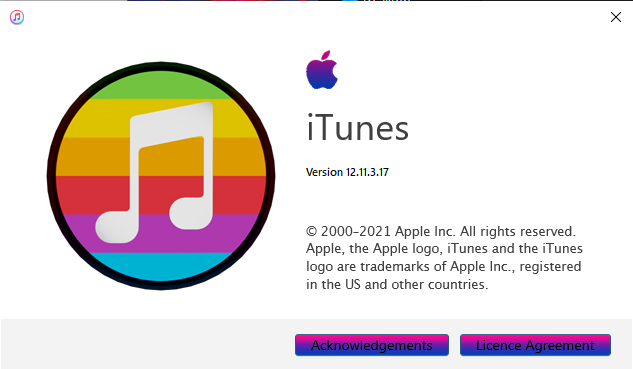 iTunes
Version 12.11.3.17
© 2000-2021 Apple Inc. All rights reserved.
Apple, the Apple logo, iTunes and the iTunes
logo are trademarks of Apple Inc., registered
in the US and other countries.
Acknowledgements
Licence Agreement